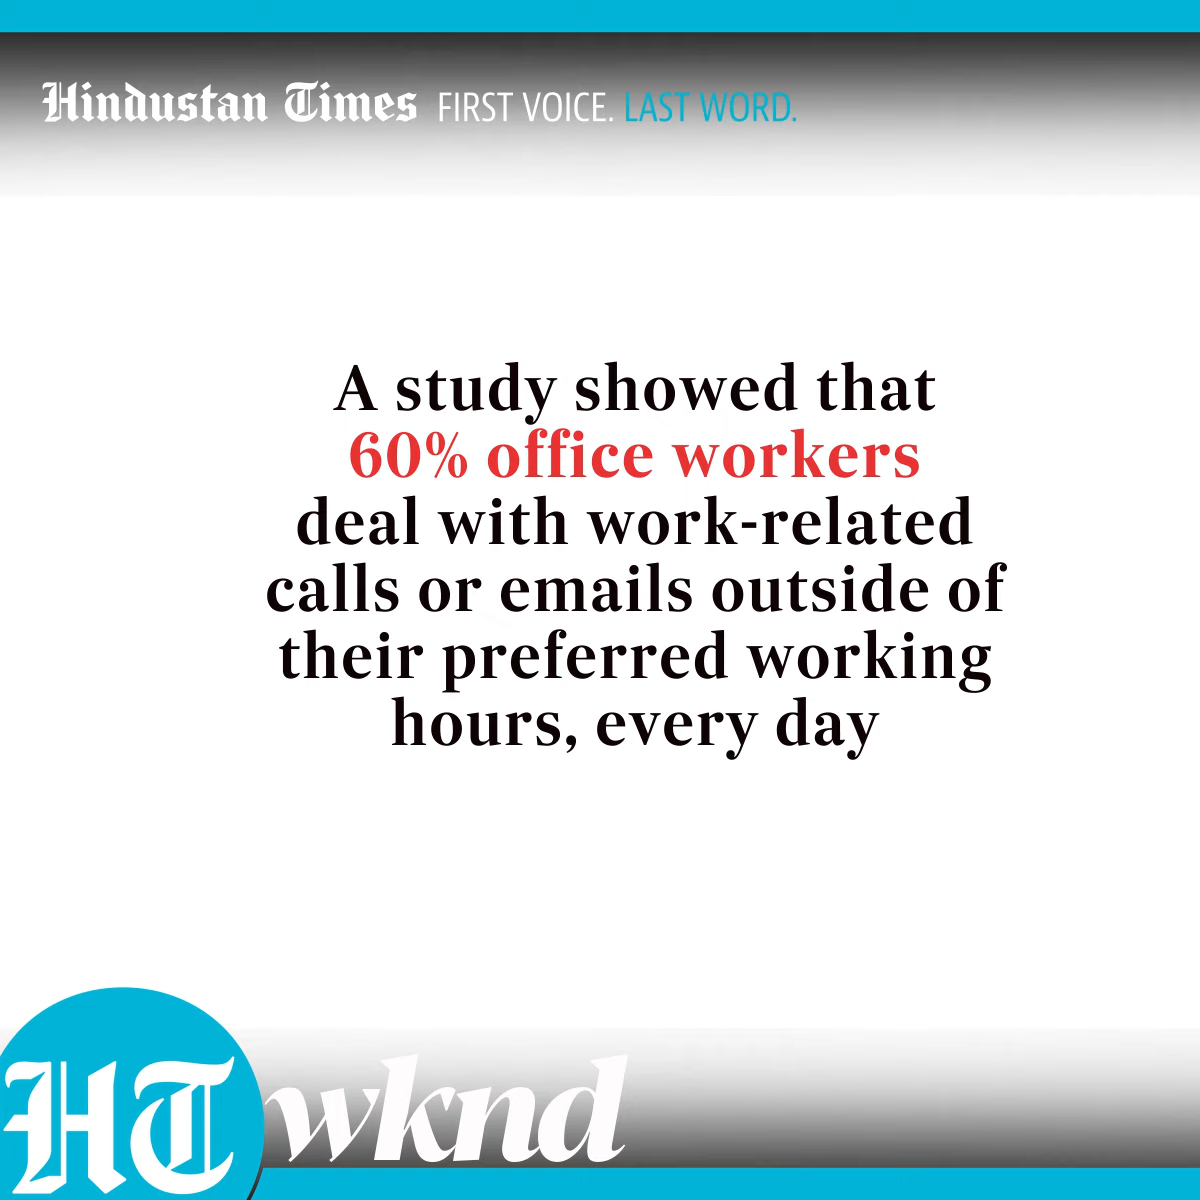 Hindustan Times FIRST VOICE. LAST WORD.
A study showed that
60% office workers
deal with work-related
calls or emails outside of
their preferred working
hours, every day
HT wknd